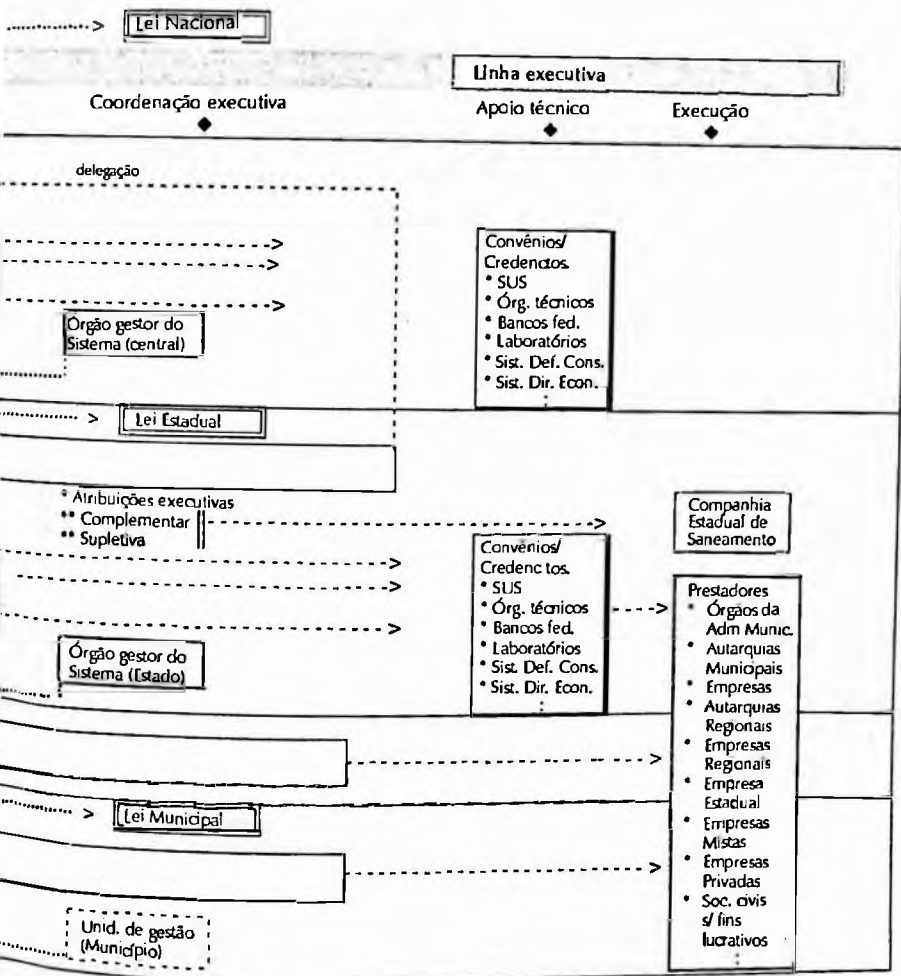 Lei Nacional
Linha executiva
Coordenação executiva
Apoio técnico
Execução
delegação
Convênios/
Credenctos.
* SUS
* Órg. técnicos
* Bancos fed.
* Laboratórios
* Sist. Def. Cons.
* Sist. Dir. Econ.
Órgão gestor do
Sistema (central)
Lei Estadual
* Atribuições executivas
** Complementar
** Supletiva
Companhia
Estadual de
Saneamento
Convênios/
Credenctos.
* SUS
* Órg. técnicos
* Bancos fed.
* Laboratórios
* Sist. Def. Cons.
* Sist. Dir. Econ.
Órgão gestor do
Sistema (Estado)
Prestadores
* Órgãos da
Adm Munic.
* Autarquias
Municipais
* Empresas
* Autarquias
Regionais
* Empresas
Regionais
* Empresa
Estadual
* Empresas
Mistas
* Empresas
Privadas
* Soc. civis
s/ fins
lucrativos
Lei Municipal
Unid. de gestão
(Município)